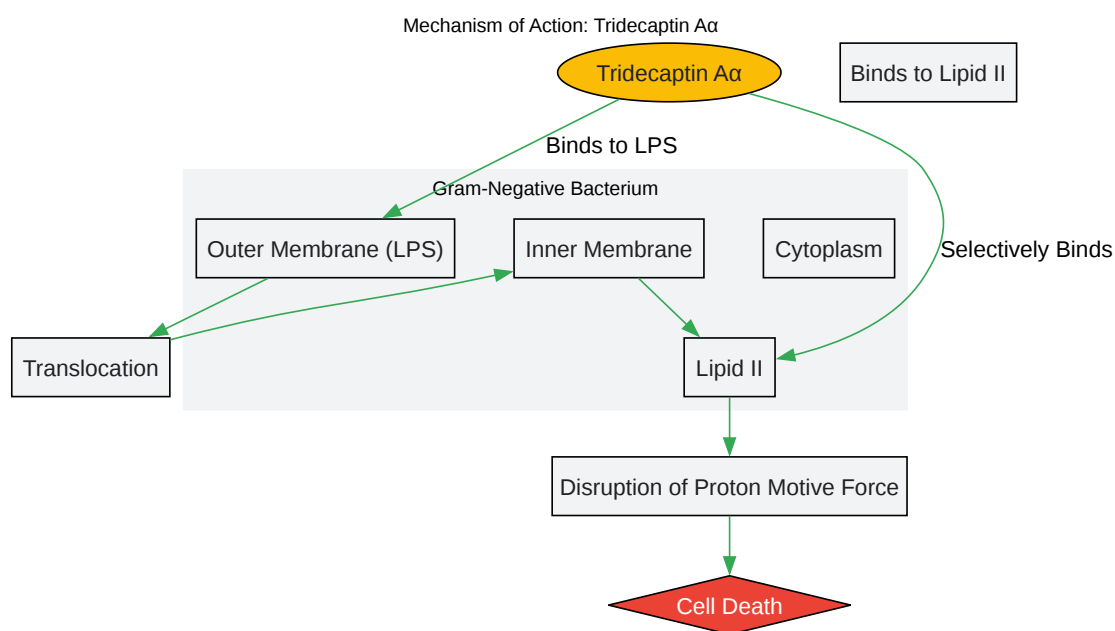 Mechanism of Action: Tridecaptin Aα
Tridecaptin Aα
Binds to Lipid II
Binds to LPS
Gram-Negative Bacterium
Outer Membrane (LPS)
Inner Membrane
Cytoplasm
Selectively Binds
Translocation
Lipid II
Disruption of Proton Motive Force
Cell Death